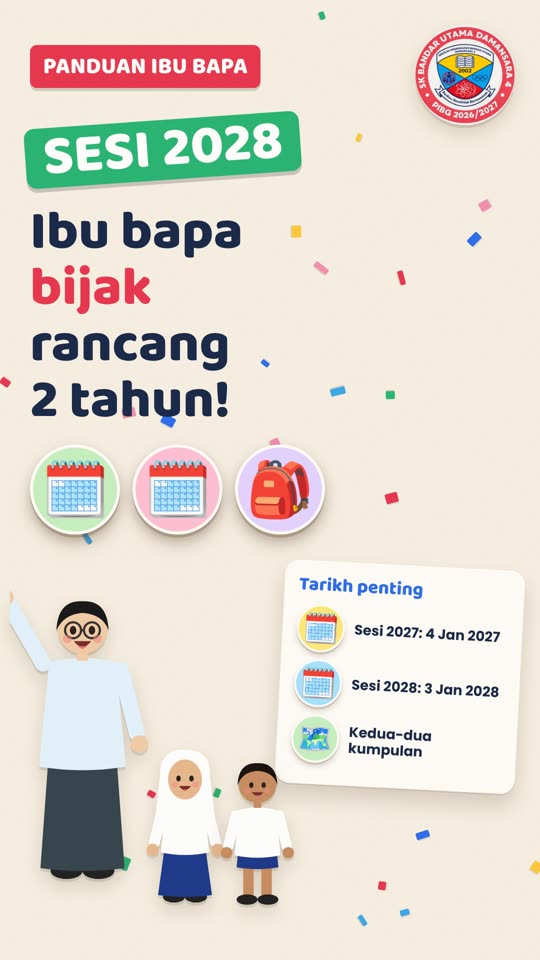 PANDUAN IBU BAPA
SK BANDAR UTAMA DAMANSARA 4
2002
PIBG 2026/2027
SESI 2028
Ibu bapa
bijak
rancang
2 tahun!
Tarikh penting
Sesi 2027: 4 Jan 2027
Sesi 2028: 3 Jan 2028
Kedua-dua
kumpulan